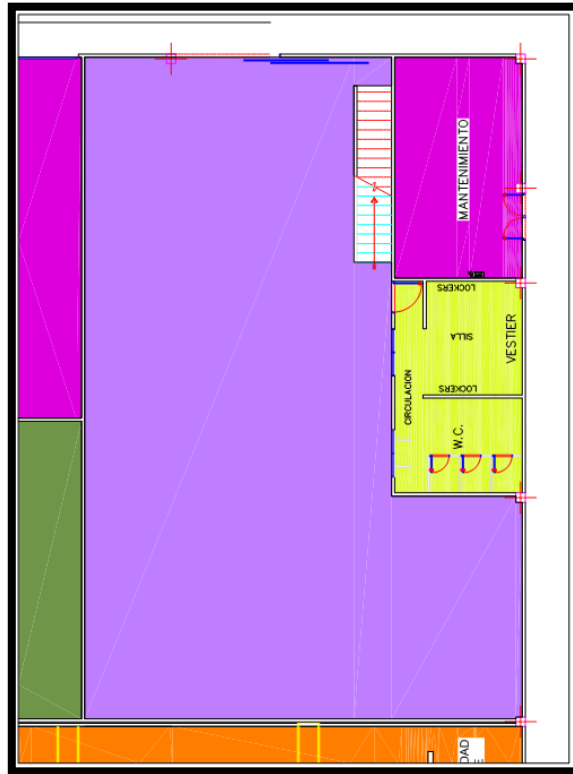 MANTENIMIENTO
LOCKERS
SILLA
VESTIER
LOCKERS
CIRCULACION
W.C.
DAD
E